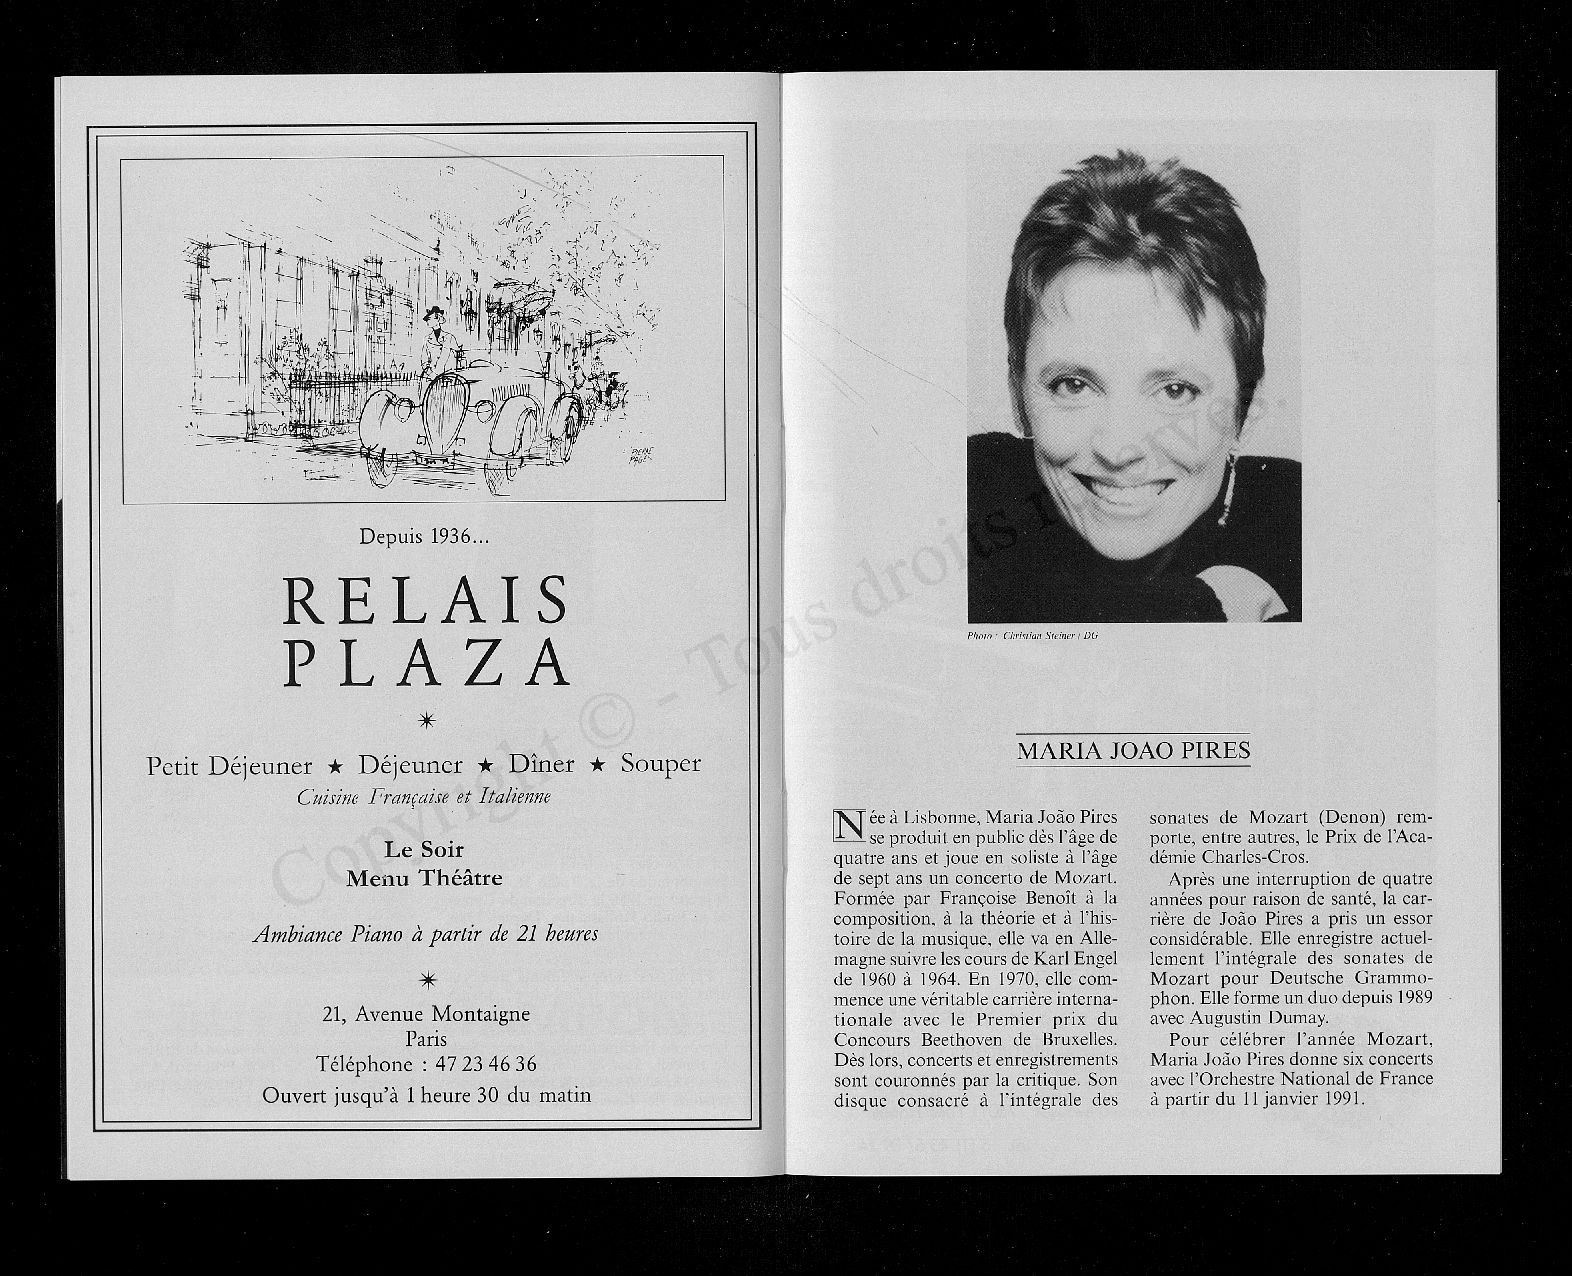 PIERRE
PAGÈS
Depuis 1936...
RELAIS
PLAZA
Petit Déjeuner ★ Déjeuner ★ Dîner ★ Souper
Cuisine Française et Italienne
Le Soir
Menu Théâtre
Ambiance Piano à partir de 21 heures
21, Avenue Montaigne
Paris
Téléphone : 47 23 46 36
Ouvert jusqu'à 1 heure 30 du matin
Photo : Christian Steiner / DG
MARIA JOAO PIRES
Née à Lisbonne, Maria João Pires
se produit en public dès l'âge de
quatre ans et joue en soliste à l'âge
de sept ans un concerto de Mozart.
Formée par Françoise Benoît à la
composition, à la théorie et à l'his-
toire de la musique, elle va en Alle-
magne suivre les cours de Karl Engel
de 1960 à 1964. En 1970, elle com-
mence une véritable carrière interna-
tionale avec le Premier prix du
Concours Beethoven de Bruxelles.
Dès lors, concerts et enregistrements
sont couronnés par la critique. Son
disque consacré à l'intégrale des
sonates de Mozart (Denon) rem-
porte, entre autres, le Prix de l'Aca-
démie Charles-Cros.
Après une interruption de quatre
années pour raison de santé, la car-
rière de João Pires a pris un essor
considérable. Elle enregistre actuel-
lement l'intégrale des sonates de
Mozart pour Deutsche Grammo-
phon. Elle forme un duo depuis 1989
avec Augustin Dumay.
Pour célébrer l'année Mozart,
Maria João Pires donne six concerts
avec l'Orchestre National de France
à partir du 11 janvier 1991.
Copyright © - Tous droits réservés